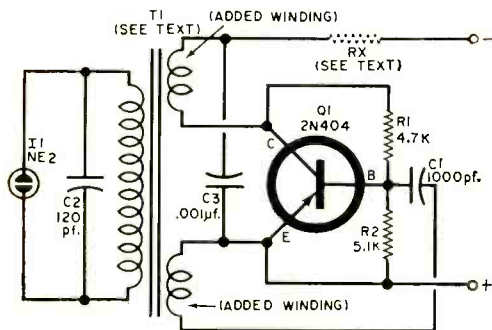 T1
(SEE TEXT)
(ADDED WINDING)
RX
(SEE TEXT)
−
Q1
2N404
R1
4.7K
C1
1000pf.
I1
NE2
C2
120
pf.
C3
.001µf.
C
B
E
R2
5.1K
+
(ADDED WINDING)